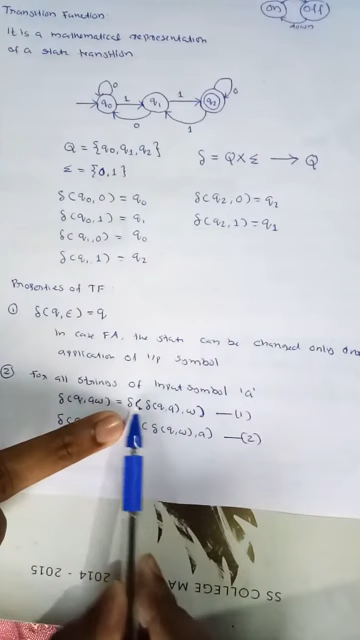 Transition Function
on off
down
It is a mathematical representation
of a state transition
0 0
q0 1 q1 1 q2
0 1
Q = {q0, q1, q2} δ = Q × Σ → Q
Σ = {0, 1}
δ(q0, 0) = q0 δ(q2, 0) = q2
δ(q0, 1) = q1 δ(q2, 1) = q1
δ(q1, 0) = q0
δ(q1, 1) = q2
Properties of TF
① δ(q, ε) = q
In case FA, the state can be changed only
application of I/p symbol
② For all strings of input symbol 'a'
δ(q, aw) = δ(δ(q, a), w) —(1)
δ( (δ(q, w), a) —(2)
SS COLLEGE MA
2014 - 2015